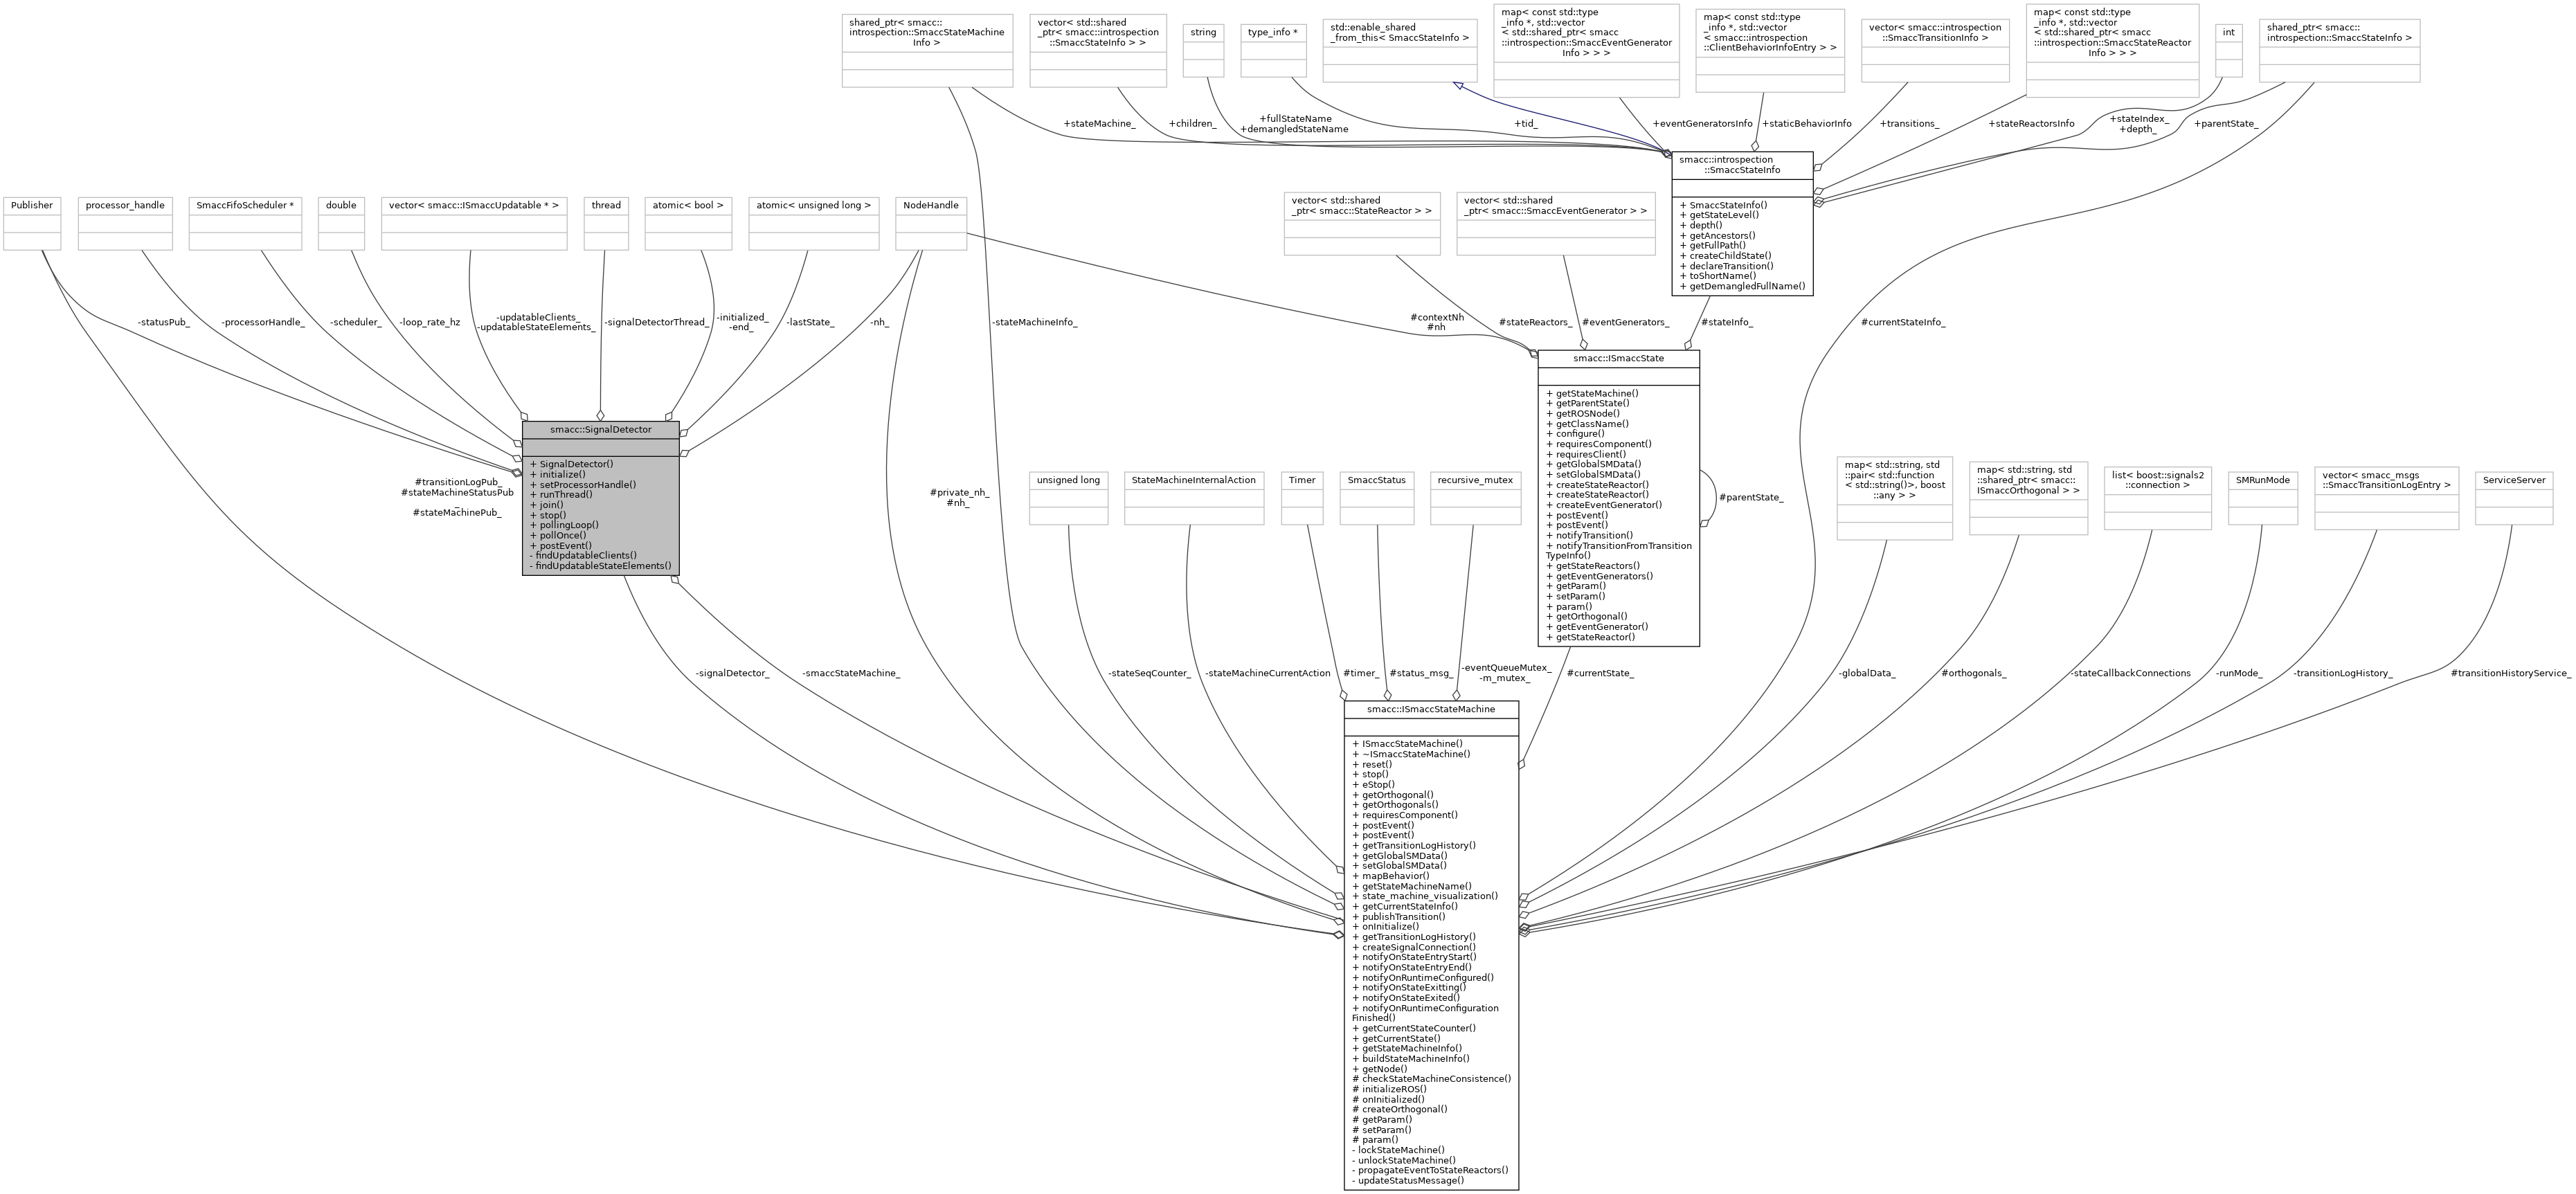 shared_ptr< smacc::
introspection::SmaccStateMachine
Info >
vector< std::shared
_ptr< smacc::introspection
::SmaccStateInfo > >
string
type_info *
std::enable_shared
_from_this< SmaccStateInfo >
map< const std::type
_info *, std::vector
< std::shared_ptr< smacc
::introspection::SmaccEventGenerator
Info > > >
map< const std::type
_info *, std::vector
< smacc::introspection
::ClientBehaviorInfoEntry > >
vector< smacc::introspection
::SmaccTransitionInfo >
map< const std::type
_info *, std::vector
< std::shared_ptr< smacc
::introspection::SmaccStateReactor
Info > > >
int
shared_ptr< smacc::
introspection::SmaccStateInfo >
+stateMachine_
+children_
+fullStateName
+demangledStateName
+tid_
+eventGeneratorsInfo
+staticBehaviorInfo
+transitions_
+stateReactorsInfo
+stateIndex_
+depth_
+parentState_
smacc::introspection
::SmaccStateInfo
+ SmaccStateInfo()
+ getStateLevel()
+ depth()
+ getAncestors()
+ getFullPath()
+ createChildState()
+ declareTransition()
+ toShortName()
+ getDemangledFullName()
Publisher
processor_handle
SmaccFifoScheduler *
double
vector< smacc::ISmaccUpdatable * >
thread
atomic< bool >
atomic< unsigned long >
NodeHandle
vector< std::shared
_ptr< smacc::StateReactor > >
vector< std::shared
_ptr< smacc::SmaccEventGenerator > >
-statusPub_
-processorHandle_
-scheduler_
-loop_rate_hz
-updatableClients_
-updatableStateElements_
-signalDetectorThread_
-initialized_
-end_
-lastState_
-nh_
-stateMachineInfo_
#contextNh
#nh
#stateReactors_
#eventGenerators_
#stateInfo_
#currentStateInfo_
smacc::ISmaccState
+ getStateMachine()
+ getParentState()
+ getROSNode()
+ getClassName()
+ configure()
+ requiresComponent()
+ requiresClient()
+ getGlobalSMData()
+ setGlobalSMData()
+ createStateReactor()
+ createStateReactor()
+ createEventGenerator()
+ postEvent()
+ postEvent()
+ notifyTransition()
+ notifyTransitionFromTransition
TypeInfo()
+ getStateReactors()
+ getEventGenerators()
+ getParam()
+ setParam()
+ param()
+ getOrthogonal()
+ getEventGenerator()
+ getStateReactor()
#parentState_
smacc::SignalDetector
+ SignalDetector()
+ initialize()
+ setProcessorHandle()
+ runThread()
+ join()
+ stop()
+ pollingLoop()
+ pollOnce()
+ postEvent()
- findUpdatableClients()
- findUpdatableStateElements()
#transitionLogPub_
#stateMachineStatusPub
_
#stateMachinePub_
#private_nh_
#nh_
unsigned long
StateMachineInternalAction
Timer
SmaccStatus
recursive_mutex
map< std::string, std
::pair< std::function
< std::string()>, boost
::any > >
map< std::string, std
::shared_ptr< smacc::
ISmaccOrthogonal > >
list< boost::signals2
::connection >
SMRunMode
vector< smacc_msgs
::SmaccTransitionLogEntry >
ServiceServer
-signalDetector_
-smaccStateMachine_
-stateSeqCounter_
-stateMachineCurrentAction
#timer_
#status_msg_
-eventQueueMutex_
-m_mutex_
#currentState_
-globalData_
#orthogonals_
-stateCallbackConnections
-runMode_
-transitionLogHistory_
#transitionHistoryService_
smacc::ISmaccStateMachine
+ ISmaccStateMachine()
+ ~ISmaccStateMachine()
+ reset()
+ stop()
+ eStop()
+ getOrthogonal()
+ getOrthogonals()
+ requiresComponent()
+ postEvent()
+ postEvent()
+ getTransitionLogHistory()
+ getGlobalSMData()
+ setGlobalSMData()
+ mapBehavior()
+ getStateMachineName()
+ state_machine_visualization()
+ getCurrentStateInfo()
+ publishTransition()
+ onInitialize()
+ getTransitionLogHistory()
+ createSignalConnection()
+ notifyOnStateEntryStart()
+ notifyOnStateEntryEnd()
+ notifyOnRuntimeConfigured()
+ notifyOnStateExitting()
+ notifyOnStateExited()
+ notifyOnRuntimeConfiguration
Finished()
+ getCurrentStateCounter()
+ getCurrentState()
+ getStateMachineInfo()
+ buildStateMachineInfo()
+ getNode()
# checkStateMachineConsistence()
# initializeROS()
# onInitialized()
# createOrthogonal()
# getParam()
# setParam()
# param()
- lockStateMachine()
- unlockStateMachine()
- propagateEventToStateReactors()
- updateStatusMessage()